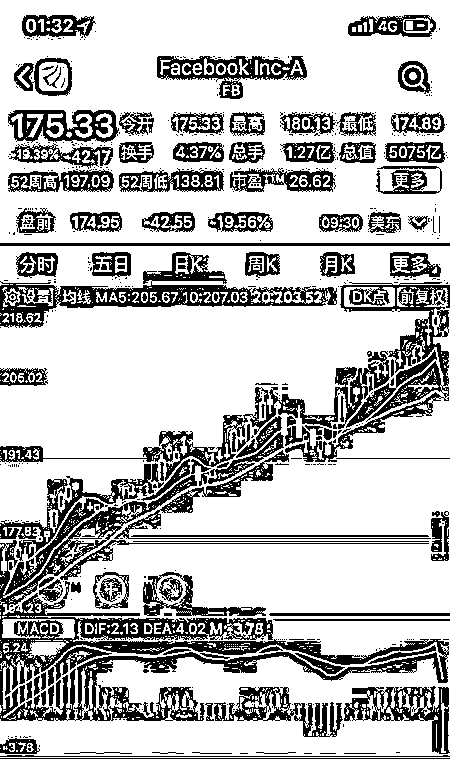 01:32
4G
Facebook Inc-A
FB
175.33 今开 175.33 最高 180.13 最低 174.89
-19.39% -42.17 换手 4.37% 总手 1.27亿 总值 5075亿
52周高 197.09 52周低 138.81 市盈 26.62 更多
盘前 174.95 -42.55 -19.56% 09:30 美东
分时 五日 日K 周K 月K 更多
设置 均线 MA5:205.67 10:207.03 20:203.52 DK点 前复权
218.62
205.02
191.43
177.83
164.23
MACD DIF:2.13 DEA:4.02 M:-3.78
5.24
-3.78